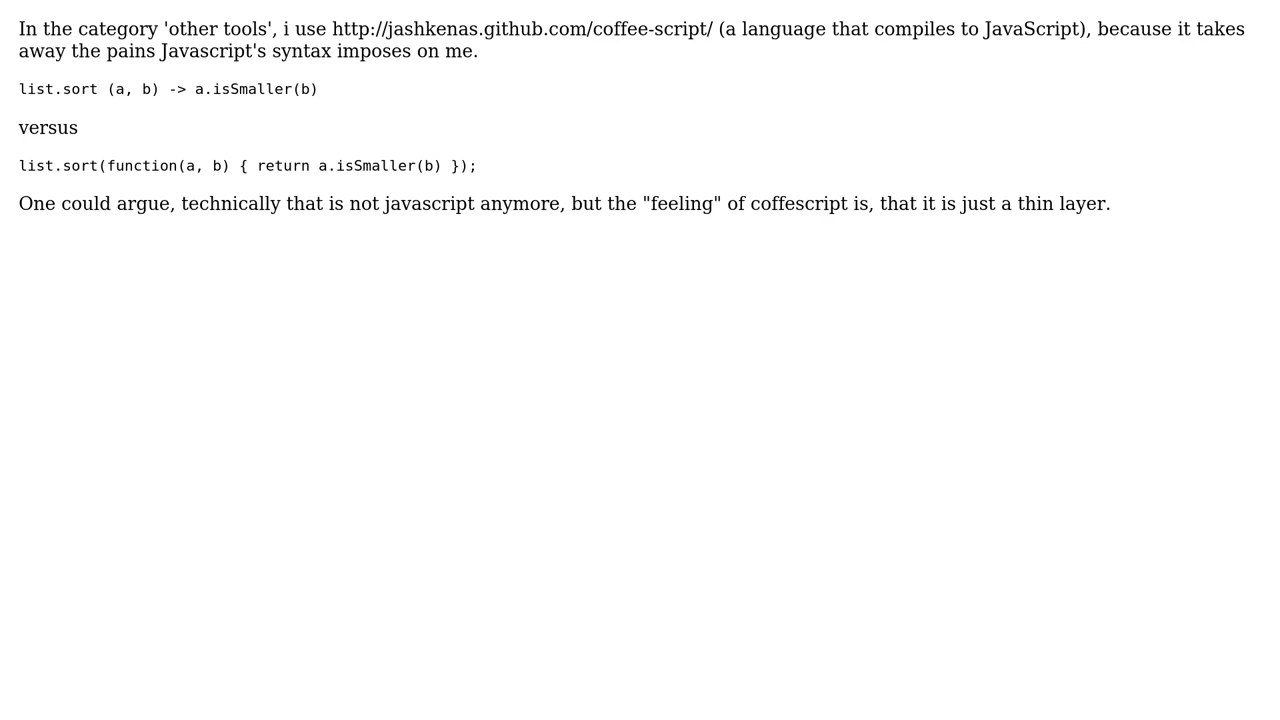 In the category 'other tools', i use http://jashkenas.github.com/coffee-script/ (a language that compiles to JavaScript), because it takes
away the pains Javascript's syntax imposes on me.
list.sort (a, b) -> a.isSmaller(b)
versus
list.sort(function(a, b) { return a.isSmaller(b) });
One could argue, technically that is not javascript anymore, but the "feeling" of coffescript is, that it is just a thin layer.